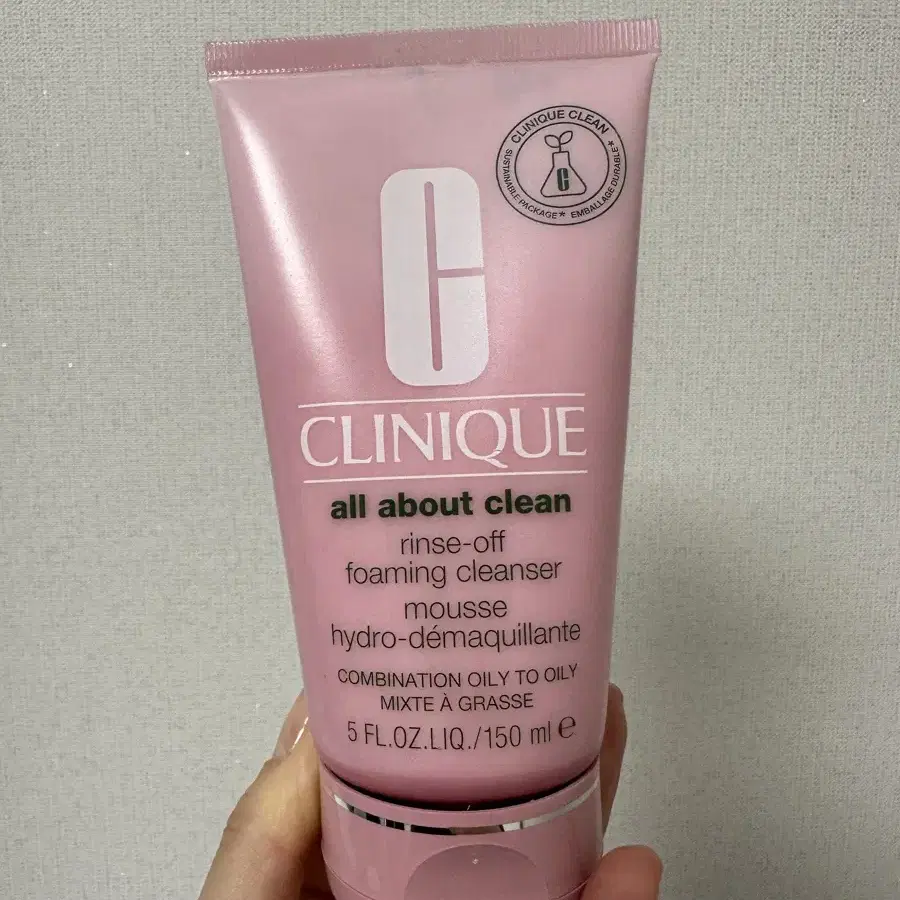 CLINIQUE CLEAN
SUSTAINABLE PACKAGE* EMBALLAGE DURABLE*
C
C
CLINIQUE
all about clean
rinse-off
foaming cleanser
mousse
hydro-démaquillante
COMBINATION OILY TO OILY
MIXTE À GRASSE
5 FL.OZ.LIQ./150 ml ℮